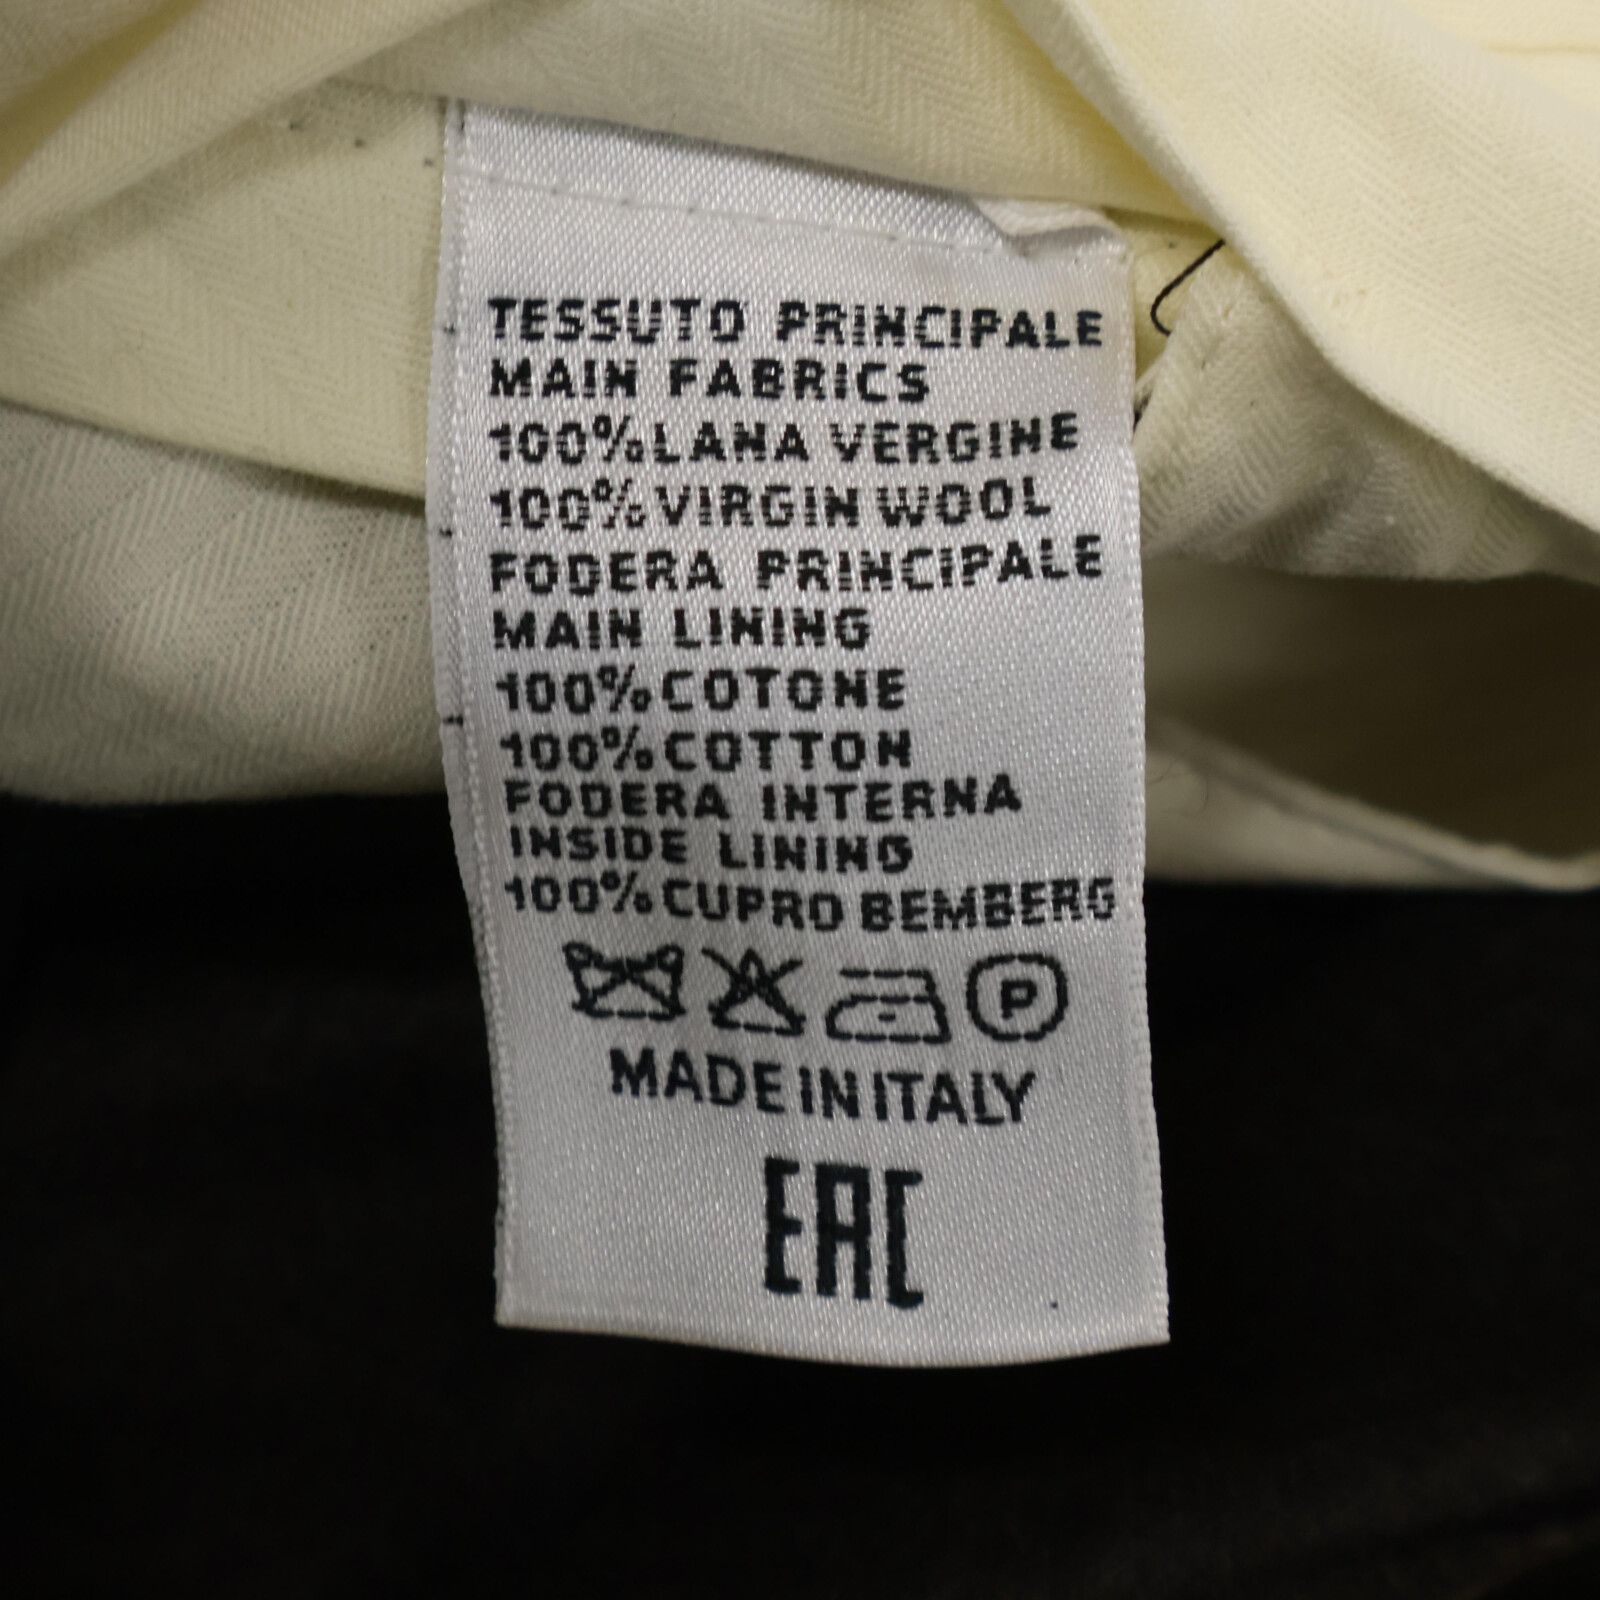 TESSUTO PRINCIPALE
MAIN FABRICS
100%LANA VERGINE
100%VIRGIN WOOL
FODERA PRINCIPALE
MAIN LINING
100%COTONE
100%COTTON
FODERA INTERNA
INSIDE LINING
100%CUPRO BEMBERG
P
MADE IN ITALY
EAC